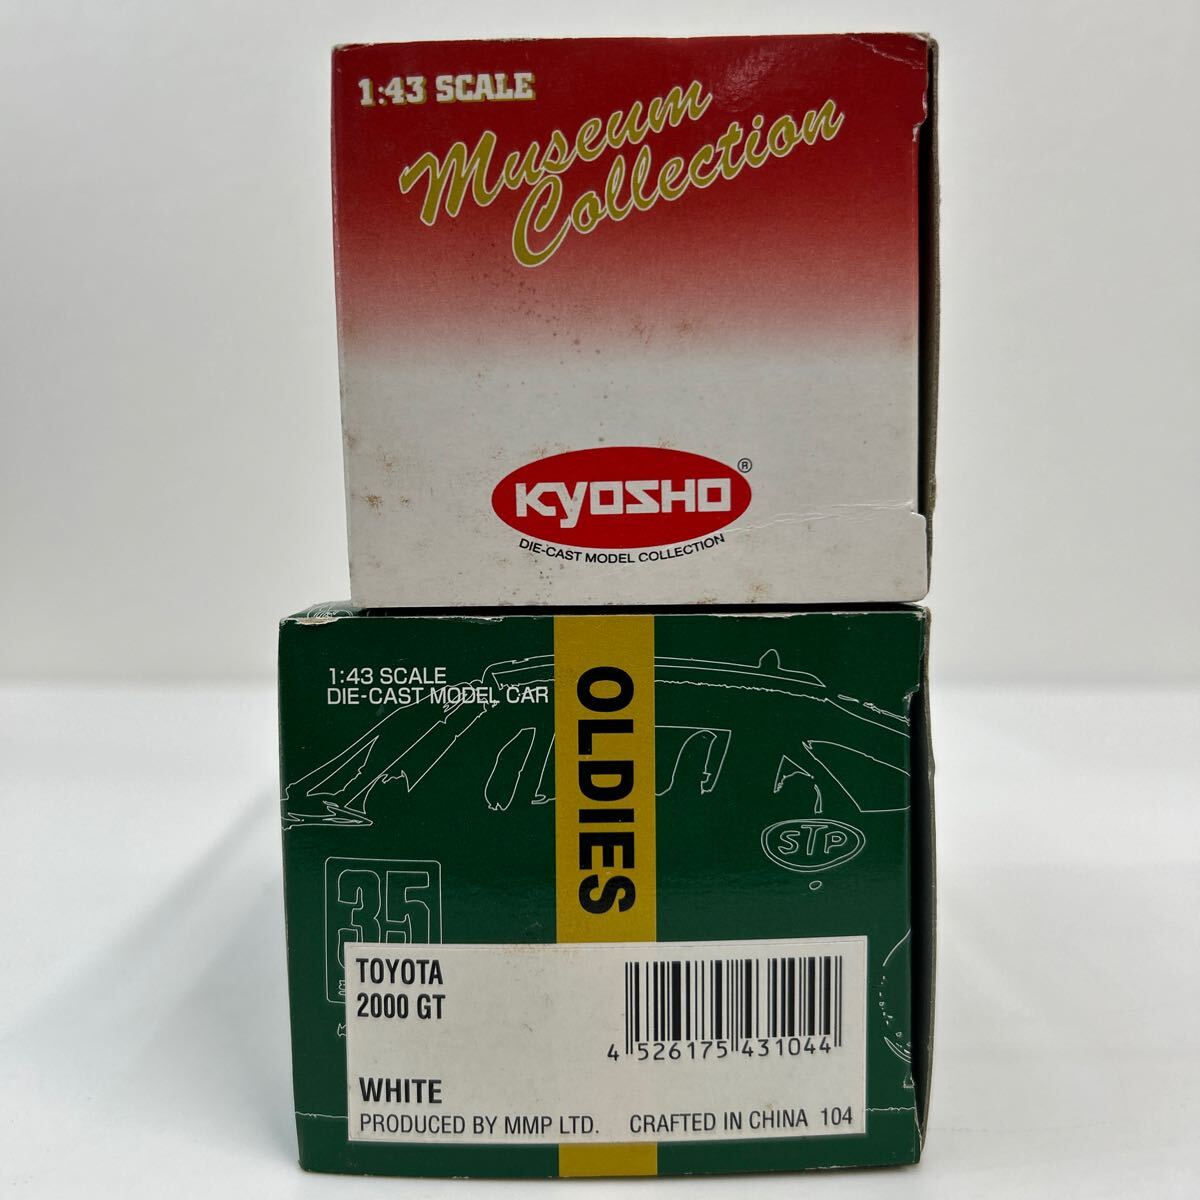 1:43 SCALE
Museum
Collection
KYOSHO ®
DIE-CAST MODEL COLLECTION
1:43 SCALE
DIE-CAST MODEL CAR
OLDIES
STP
35
TOYOTA
2000 GT
4 526175 431044
WHITE
PRODUCED BY MMP LTD. CRAFTED IN CHINA 104